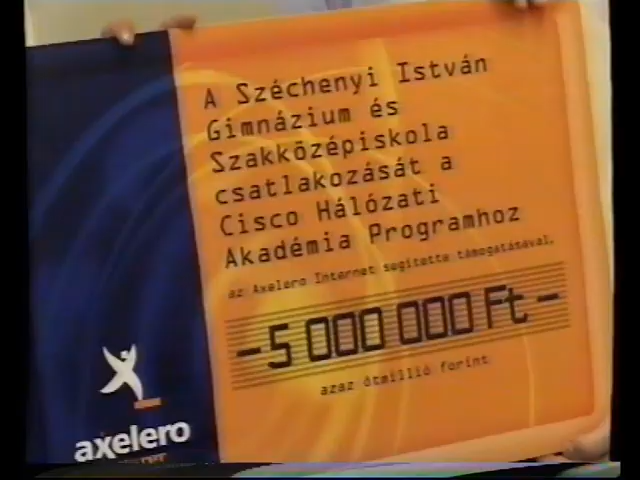 A Széchenyi István
Gimnázium és
Szakközépiskola
csatlakozását a
Cisco Hálózati
Akadémia Programhoz
az Axelero Internet segítette támogatásával.
-5 000 000 Ft-
azaz ötmillió forint
axelero